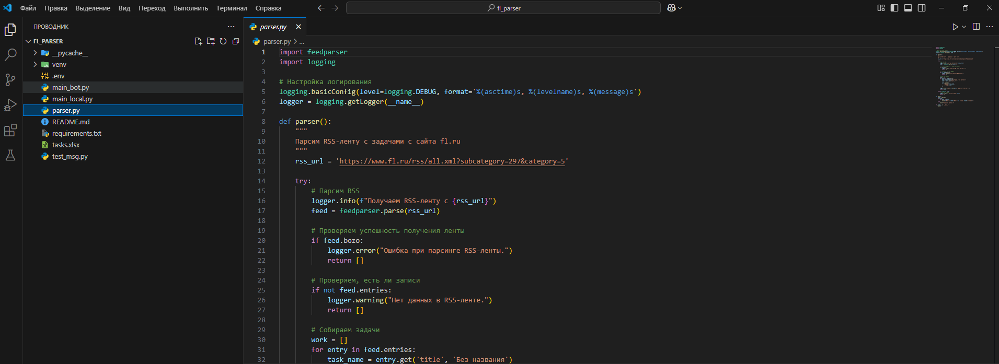 Файл Правка Выделение Вид Переход Выполнить Терминал Справка
fl_parser
ПРОВОДНИК
FL_PARSER
__pycache__
venv
.env
main_bot.py
main_local.py
parser.py
README.md
requirements.txt
tasks.xlsx
test_msg.py
parser.py
parser.py > ...
1 import feedparser
2 import logging
3
4 # Настройка логирования
5 logging.basicConfig(level=logging.DEBUG, format='%(asctime)s, %(levelname)s, %(message)s')
6 logger = logging.getLogger(__name__)
7
8 def parser():
9 """
10 Парсим RSS-ленту с задачами с сайта fl.ru
11 """
12 rss_url = 'https://www.fl.ru/rss/all.xml?subcategory=297&category=5'
13
14 try:
15 # Парсим RSS
16 logger.info(f"Получаем RSS-ленту с {rss_url}")
17 feed = feedparser.parse(rss_url)
18
19 # Проверяем успешность получения ленты
20 if feed.bozo:
21 logger.error("Ошибка при парсинге RSS-ленты.")
22 return []
23
24 # Проверяем, есть ли записи
25 if not feed.entries:
26 logger.warning("Нет данных в RSS-ленте.")
27 return []
28
29 # Собираем задачи
30 work = []
31 for entry in feed.entries:
32 task_name = entry.get('title', 'Без названия')